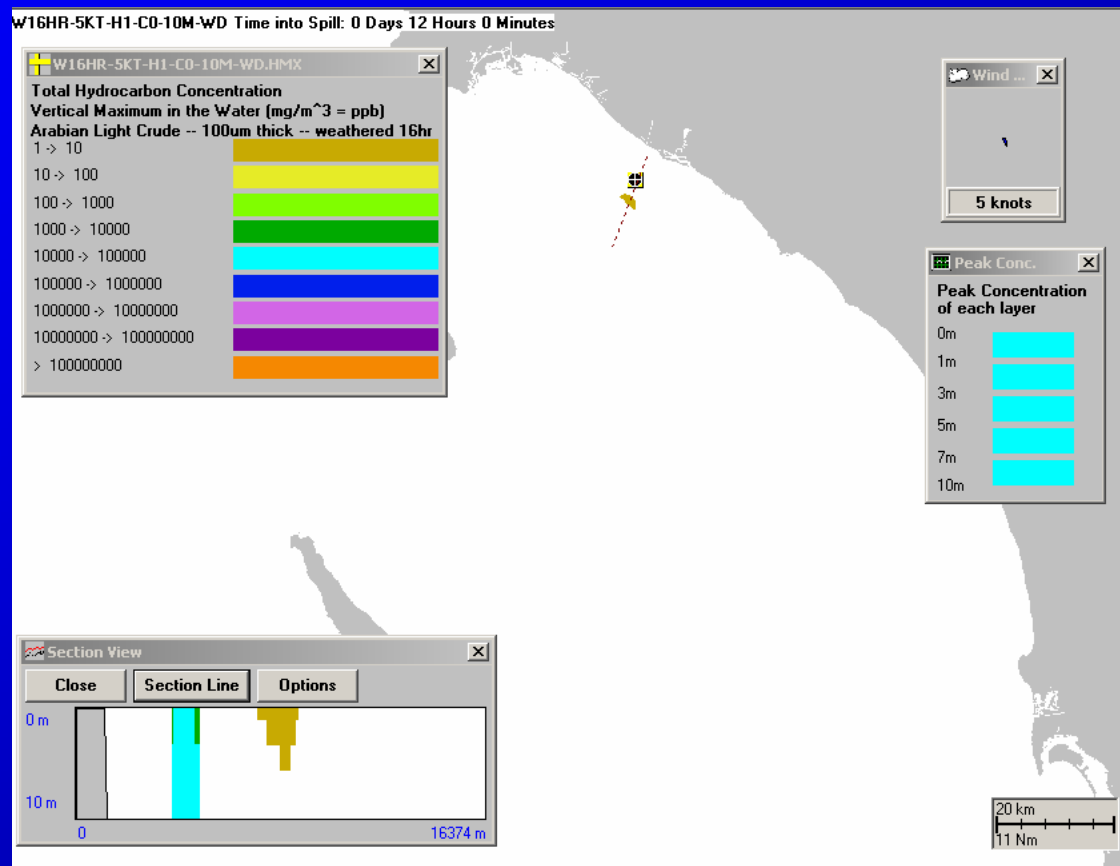 W16HR-5KT-H1-C0-10M-WD Time into Spill: 0 Days 12 Hours 0 Minutes
W16HR-5KT-H1-C0-10M-WD.HMX
Total Hydrocarbon Concentration
Vertical Maximum in the Water (mg/m^3 = ppb)
Arabian Light Crude -- 100um thick -- weathered 16hr
1 -> 10
10 -> 100
100 -> 1000
1000 -> 10000
10000 -> 100000
100000 -> 1000000
1000000 -> 10000000
10000000 -> 100000000
> 100000000
Wind ...
5 knots
Peak Conc.
Peak Concentration
of each layer
0m
1m
3m
5m
7m
10m
Section View
Close Section Line Options
0 m
10 m
0 16374 m
20 km
11 Nm